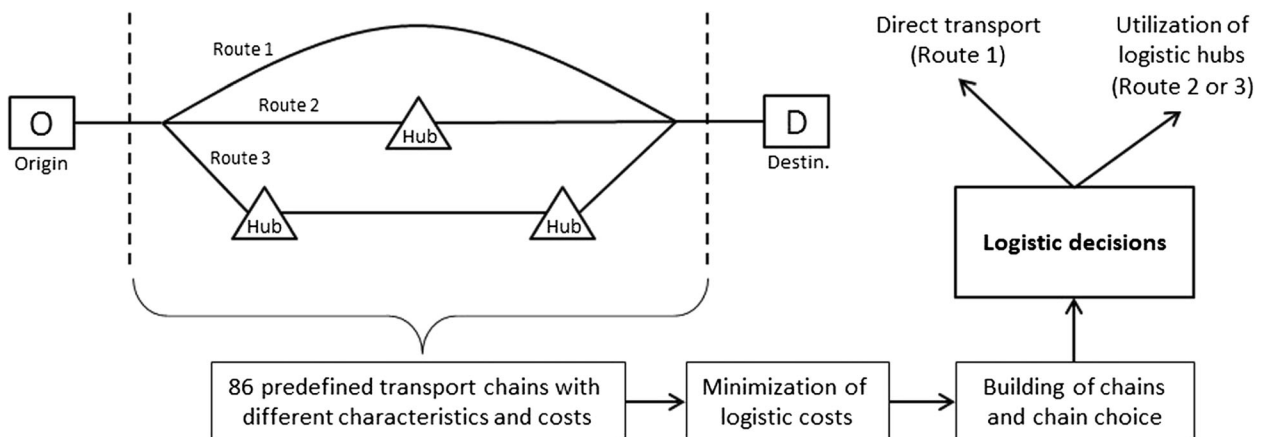 Route 1
Route 2
Route 3
O
Origin
Hub
Hub
Hub
D
Destin.
Direct transport
(Route 1)
Utilization of
logistic hubs
(Route 2 or 3)
Logistic decisions
86 predefined transport chains with
different characteristics and costs
Minimization of
logistic costs
Building of chains
and chain choice